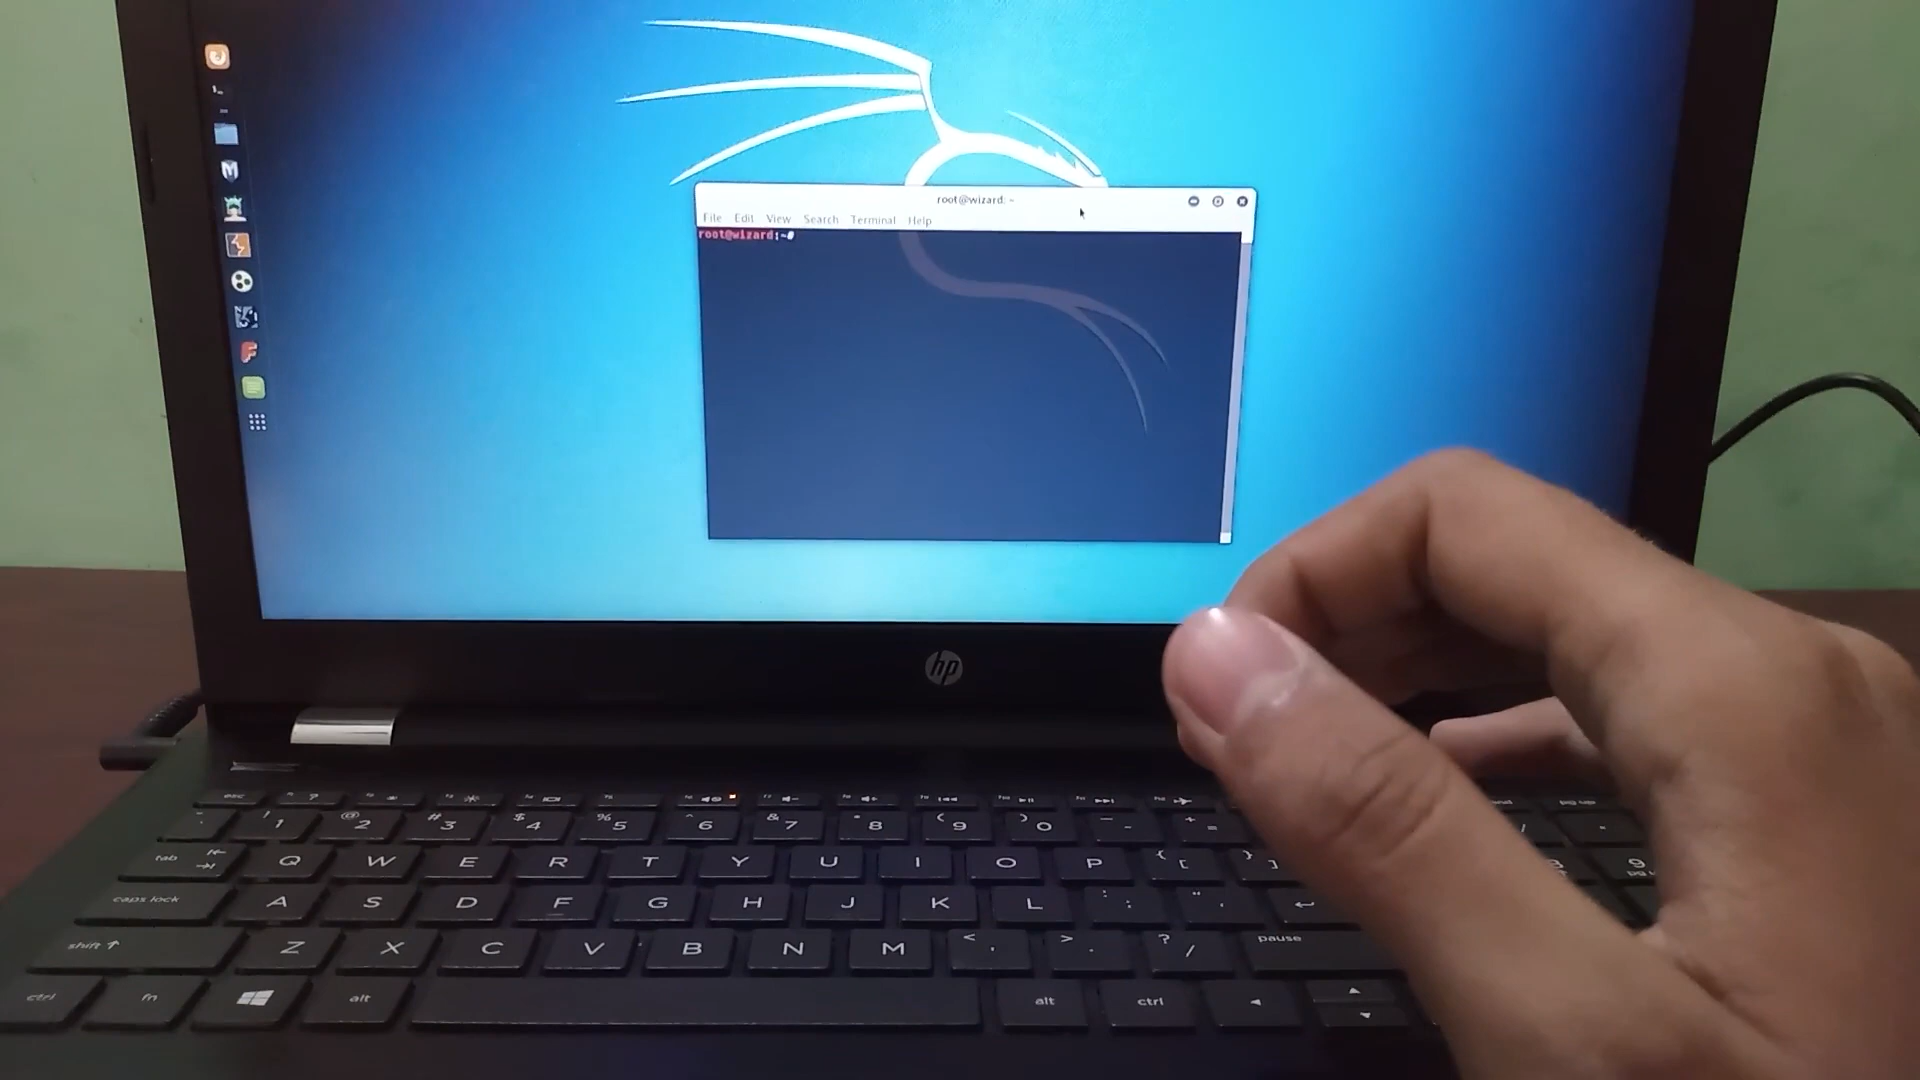 root@wizard: ~
File Edit View Search Terminal Help
root@wizard:~#
hp
esc ?
! 1 @ 2 # 3 $ 4 % 5 ^ 6 & 7 * 8 ( 9 ) 0 _ - + =
tab Q W E R T Y U I O P { [ } ] 9
caps lock A S D F G H J K L : ; " '
shift Z X C V B N M < , > . ? / pause
ctrl fn alt alt ctrl